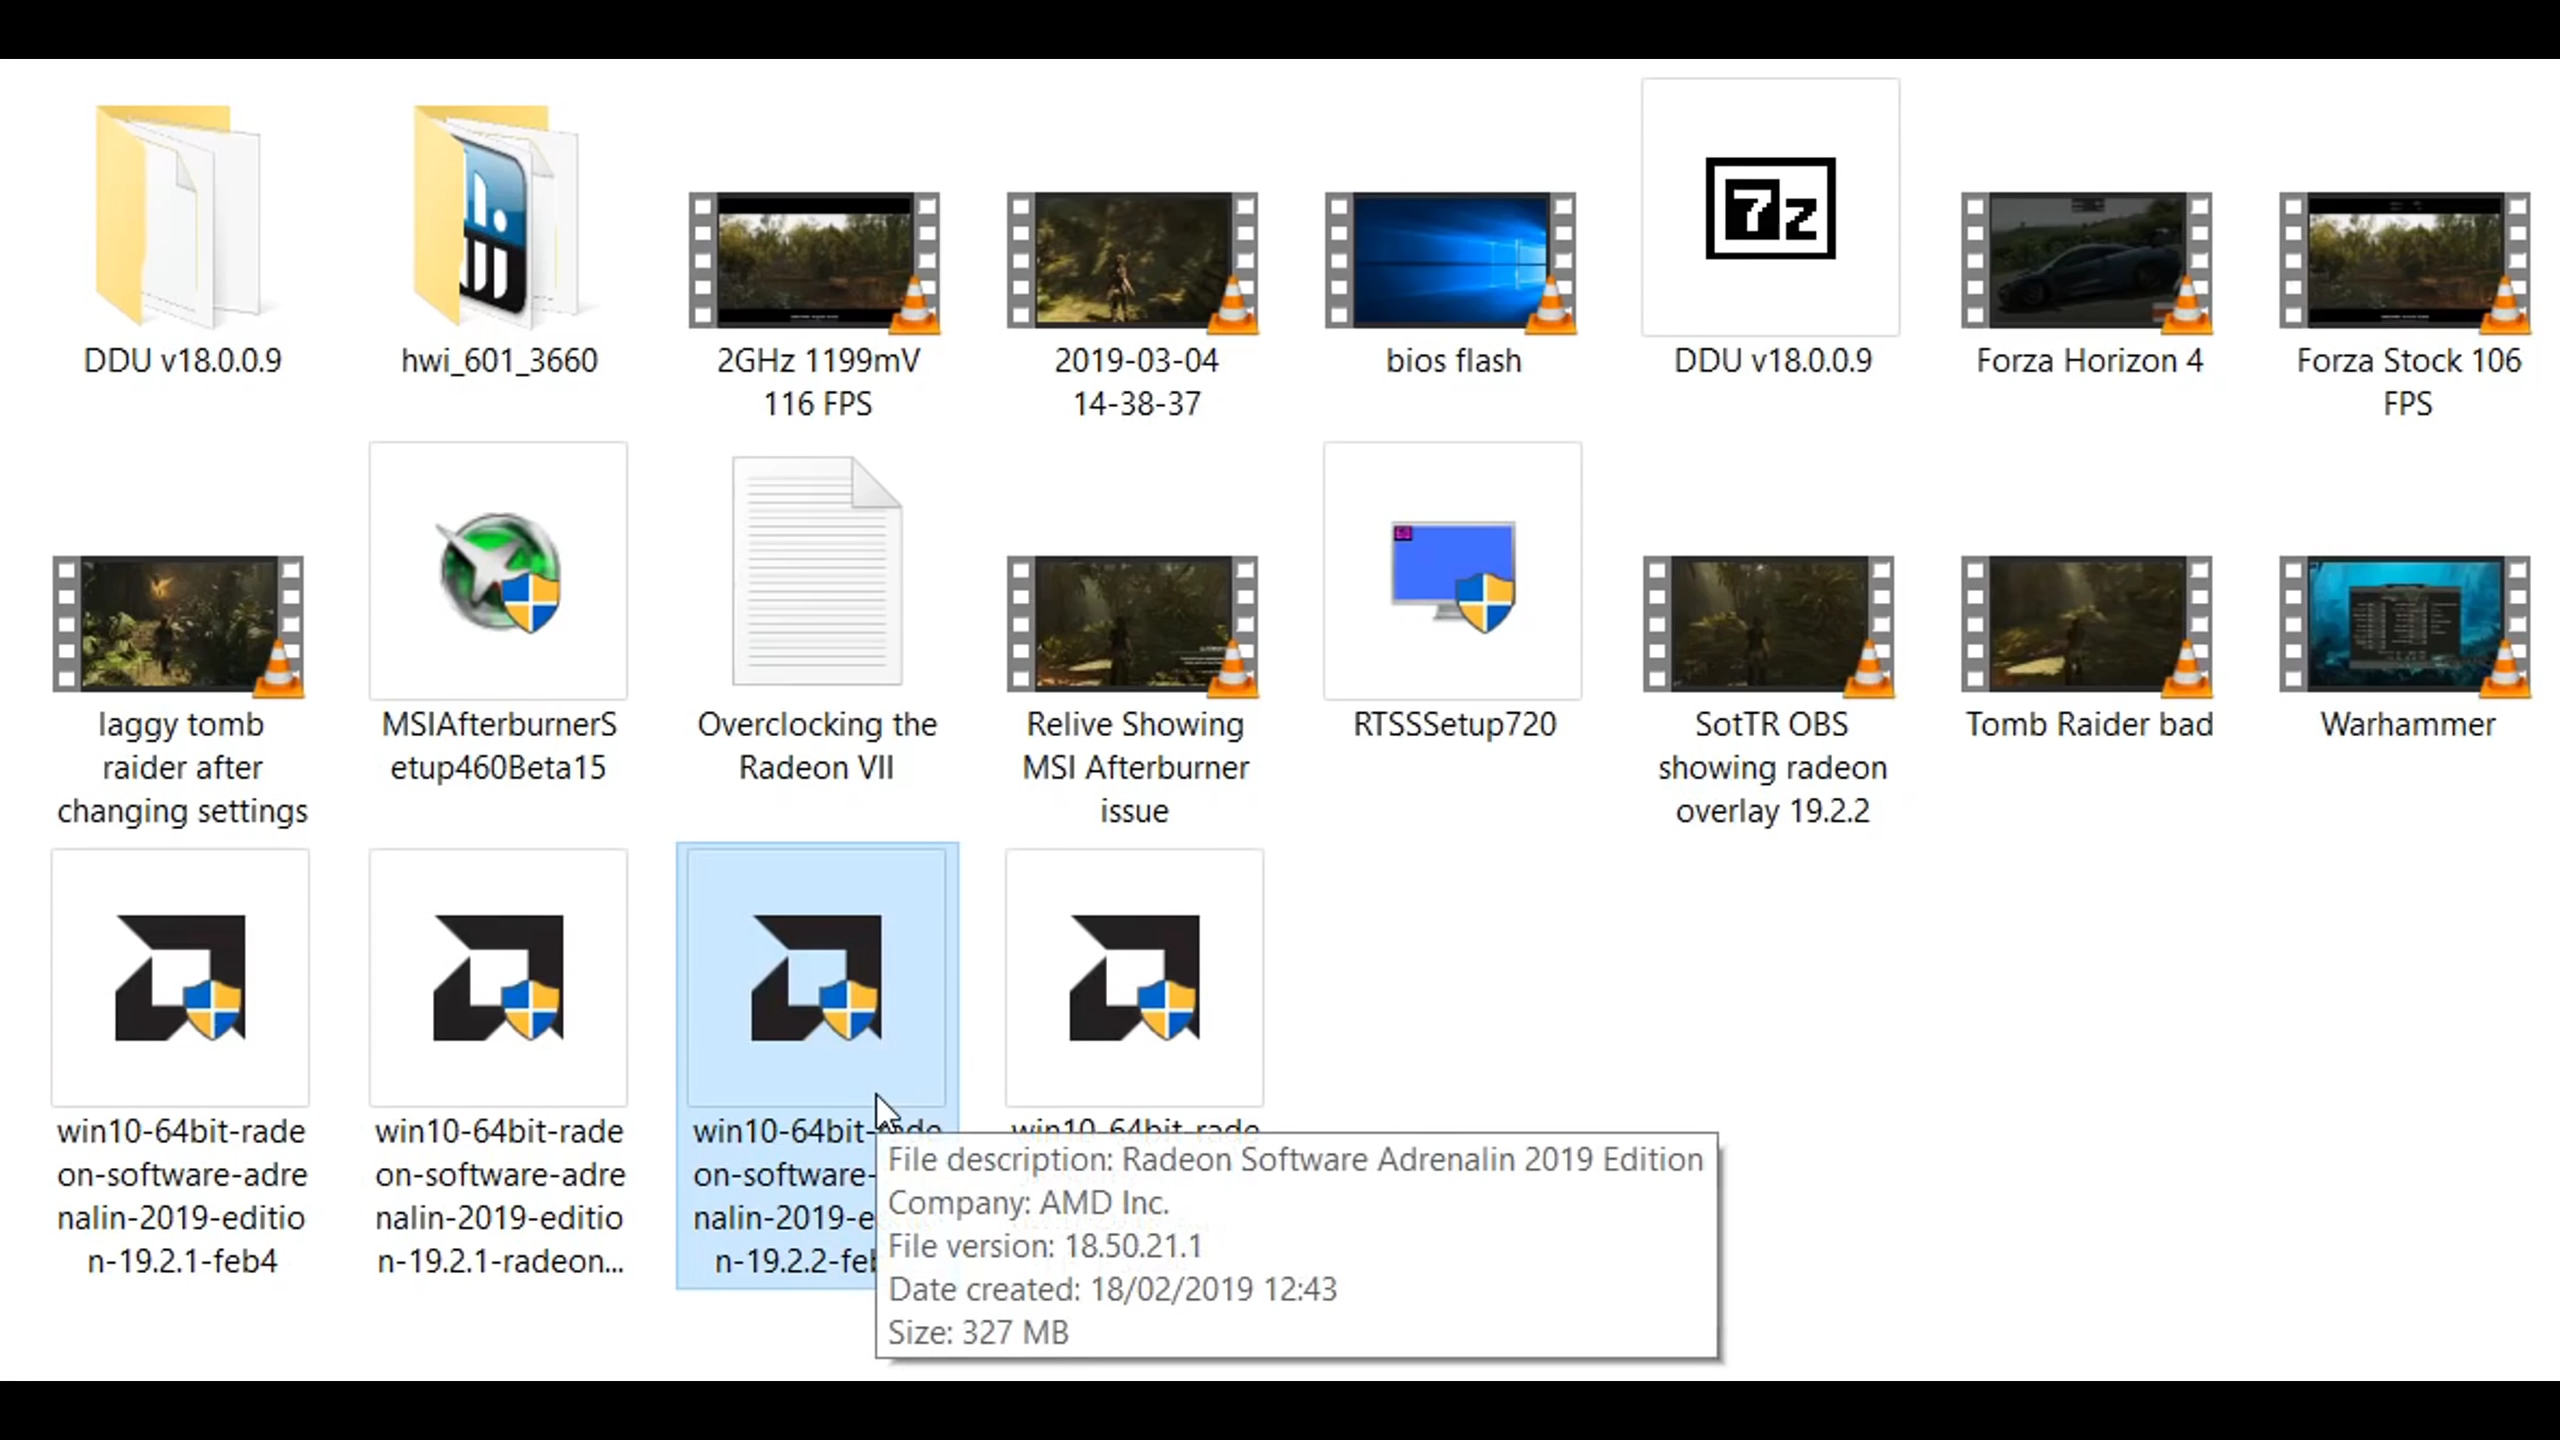 7z
DDU v18.0.0.9
hwi_601_3660
2GHz 1199mV
116 FPS
2019-03-04
14-38-37
bios flash
DDU v18.0.0.9
Forza Horizon 4
Forza Stock 106
FPS
laggy tomb
raider after
changing settings
MSIAfterburnerS
etup460Beta15
Overclocking the
Radeon VII
Relive Showing
MSI Afterburner
issue
RTSSSetup720
SotTR OBS
showing radeon
overlay 19.2.2
Tomb Raider bad
Warhammer
win10-64bit-rade
on-software-adre
nalin-2019-editio
n-19.2.1-feb4
win10-64bit-rade
on-software-adre
nalin-2019-editio
n-19.2.1-radeon...
win10-64bit-rade
on-software-
nalin-2019-e
n-19.2.2-feb
win10-64bit-rade
File description: Radeon Software Adrenalin 2019 Edition
Company: AMD Inc.
File version: 18.50.21.1
Date created: 18/02/2019 12:43
Size: 327 MB